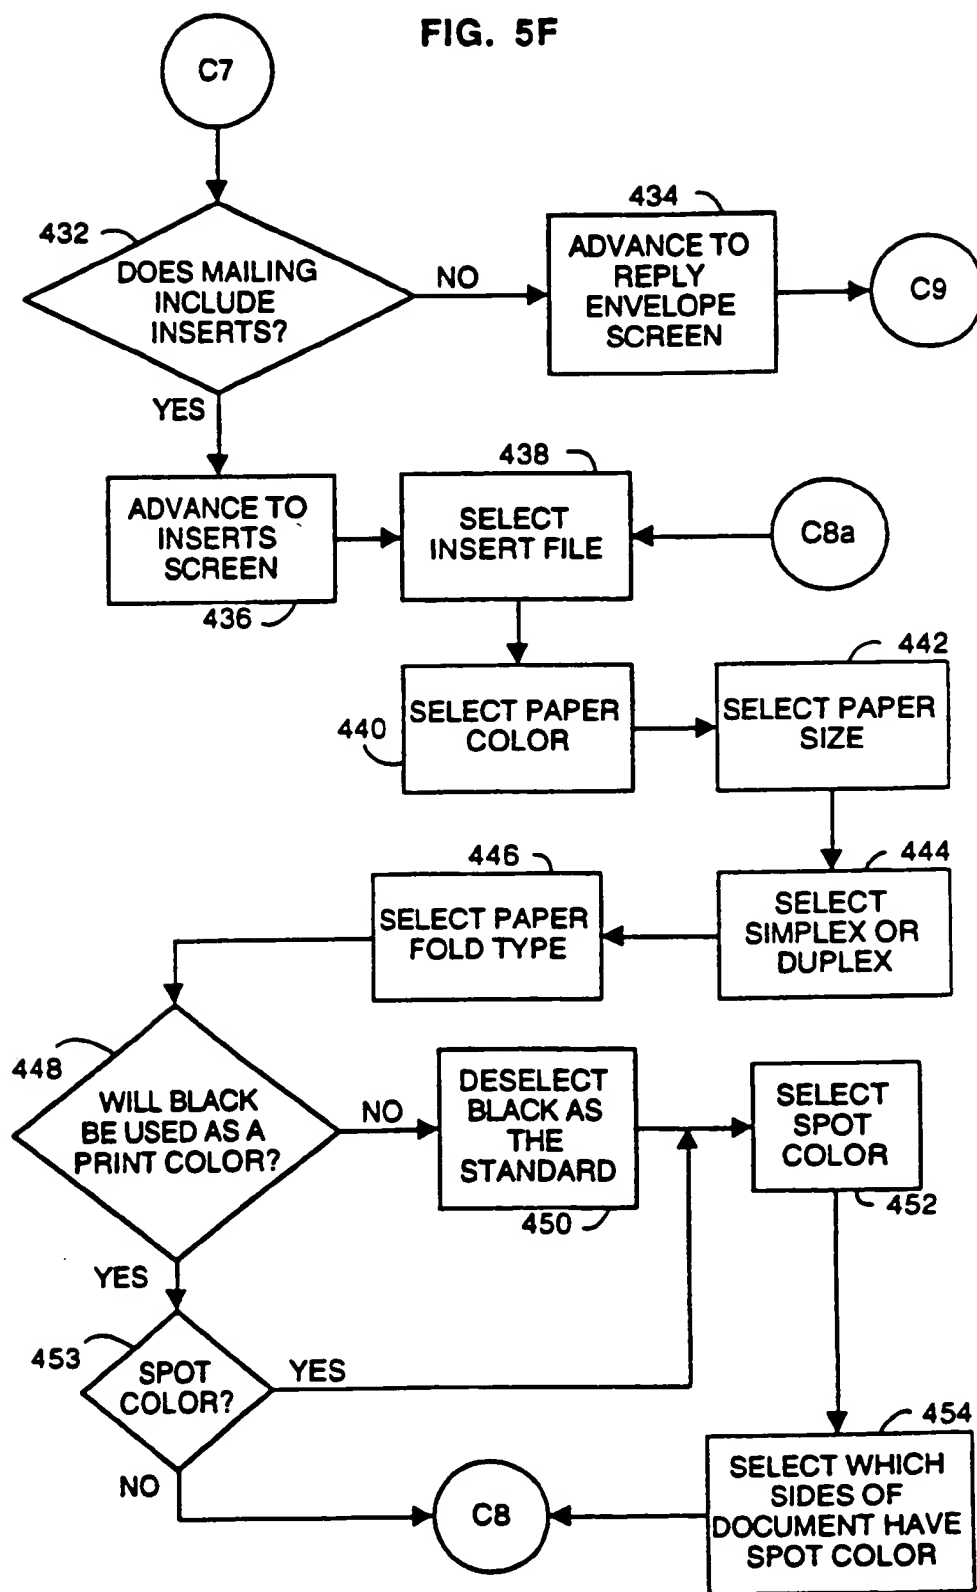 FIG. 5F
C7
432
DOES MAILING
INCLUDE
INSERTS?
NO
434
ADVANCE TO
REPLY
ENVELOPE
SCREEN
C9
YES
ADVANCE TO
INSERTS
SCREEN
436
438
SELECT
INSERT FILE
C8a
440
SELECT PAPER
COLOR
442
SELECT PAPER
SIZE
444
SELECT
SIMPLEX OR
DUPLEX
446
SELECT PAPER
FOLD TYPE
448
WILL BLACK
BE USED AS A
PRINT COLOR?
NO
DESELECT
BLACK AS
THE
STANDARD
450
SELECT
SPOT
COLOR
452
YES
453
SPOT
COLOR?
YES
NO
C8
454
SELECT WHICH
SIDES OF
DOCUMENT HAVE
SPOT COLOR